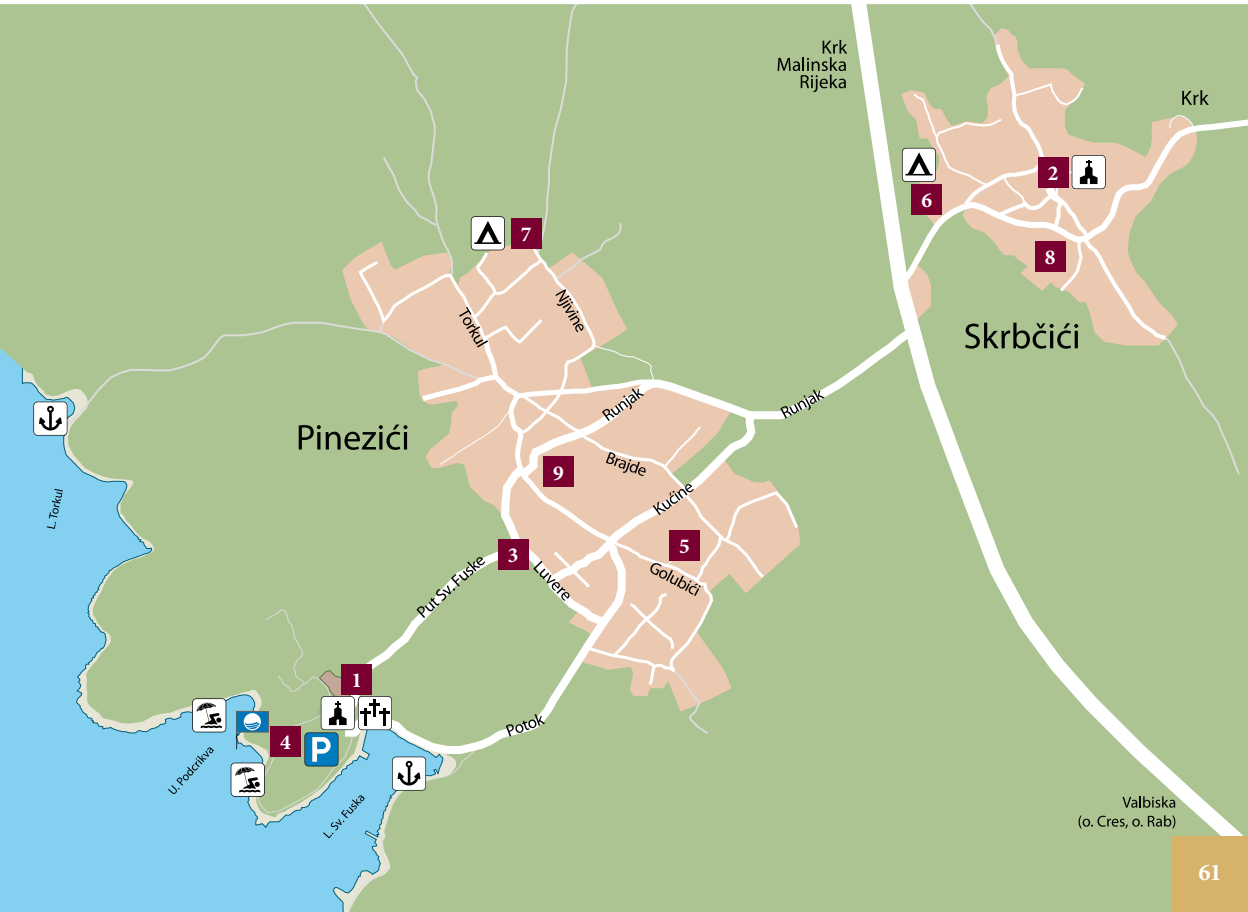 Krk
Malinska
Rijeka
Krk
2
6
7
8
Njivine
Torkul
Skrbčići
Runjak
Runjak
Pinezići
Brajde
9
Kućine
L. Torkul
5
3
Golubići
Luvere
Put Sv. Fuske
1
Potok
4
P
U. Podcrikva
L. Sv. Fuska
Valbiska
(o. Cres, o. Rab)
61